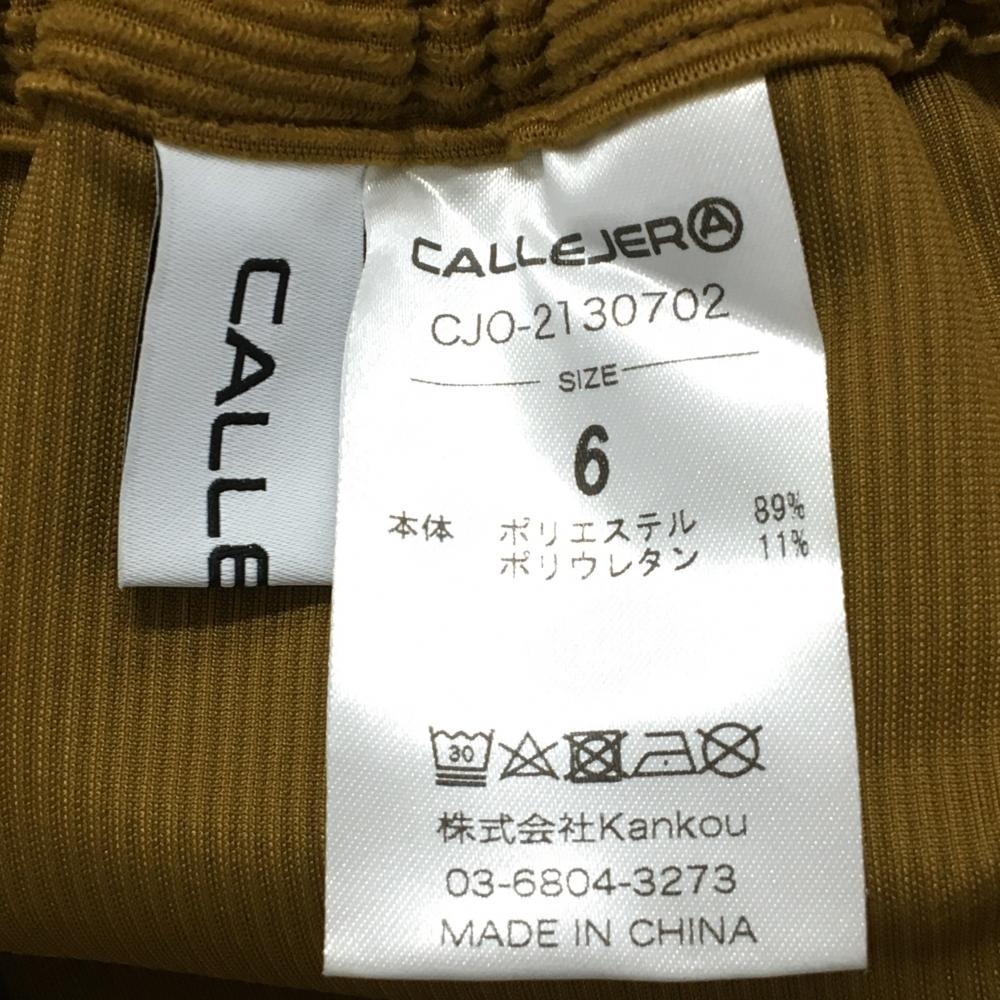 CALLE
CALLEJERA
CJO-2130702
SIZE
6
本体 ポリエステル 89%
ポリウレタン 11%
30
株式会社Kankou
03-6804-3273
MADE IN CHINA